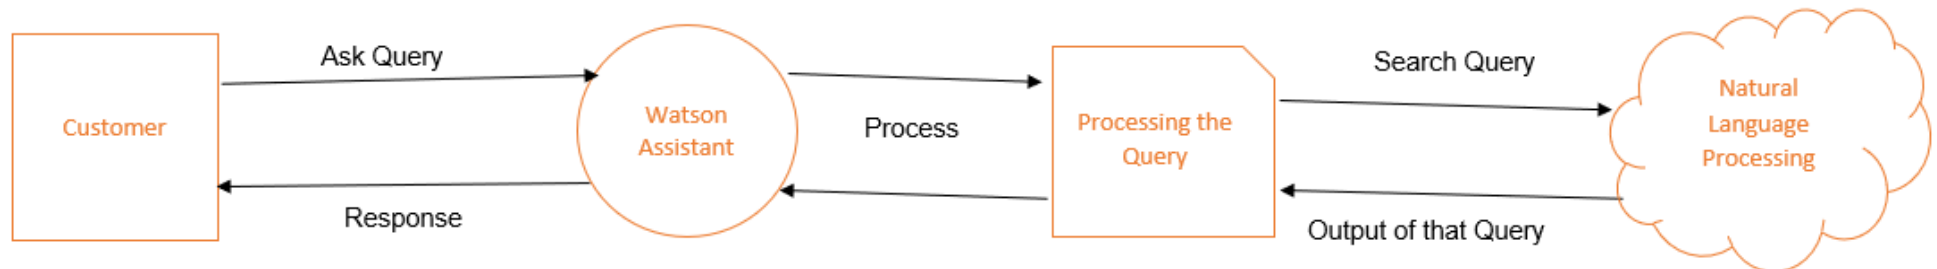 Customer
Ask Query
Response
Watson
Assistant
Process
Processing the
Query
Search Query
Output of that Query
Natural
Language
Processing